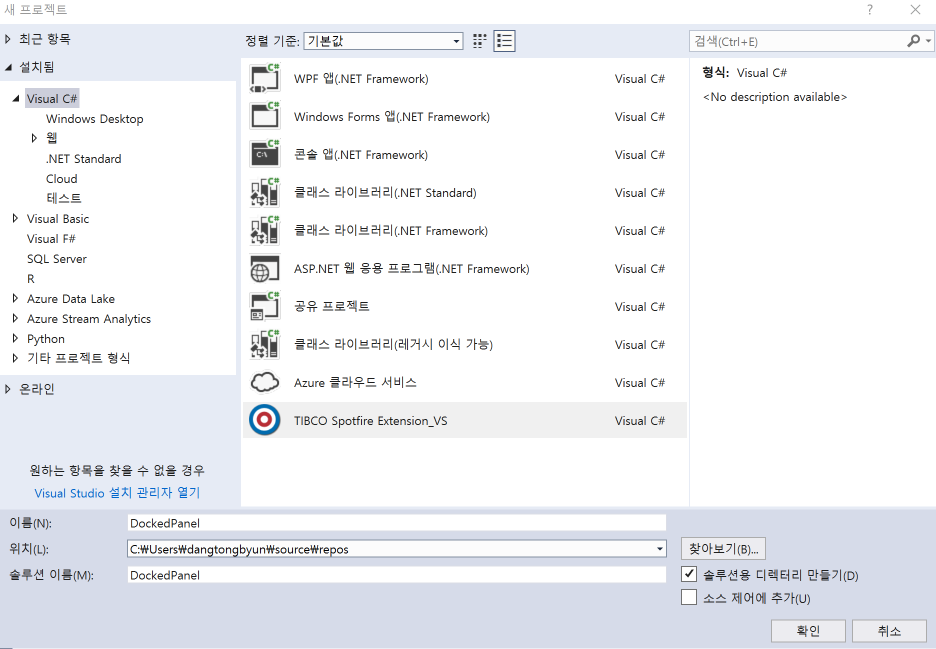 새 프로젝트
?
최근 항목
설치됨
Visual C#
Windows Desktop
웹
.NET Standard
Cloud
테스트
Visual Basic
Visual F#
SQL Server
R
Azure Data Lake
Azure Stream Analytics
Python
기타 프로젝트 형식
온라인
원하는 항목을 찾을 수 없을 경우
Visual Studio 설치 관리자 열기
정렬 기준: 기본값
WPF 앱(.NET Framework) Visual C#
Windows Forms 앱(.NET Framework) Visual C#
콘솔 앱(.NET Framework) Visual C#
클래스 라이브러리(.NET Standard) Visual C#
클래스 라이브러리(.NET Framework) Visual C#
ASP.NET 웹 응용 프로그램(.NET Framework) Visual C#
공유 프로젝트 Visual C#
클래스 라이브러리(레거시 이식 가능) Visual C#
Azure 클라우드 서비스 Visual C#
TIBCO Spotfire Extension_VS Visual C#
검색(Ctrl+E)
형식: Visual C#
<No description available>
이름(N): DockedPanel
위치(L): C:₩Users₩dangtongbyun₩source₩repos
찾아보기(B)...
솔루션 이름(M): DockedPanel
솔루션용 디렉터리 만들기(D)
소스 제어에 추가(U)
확인 취소